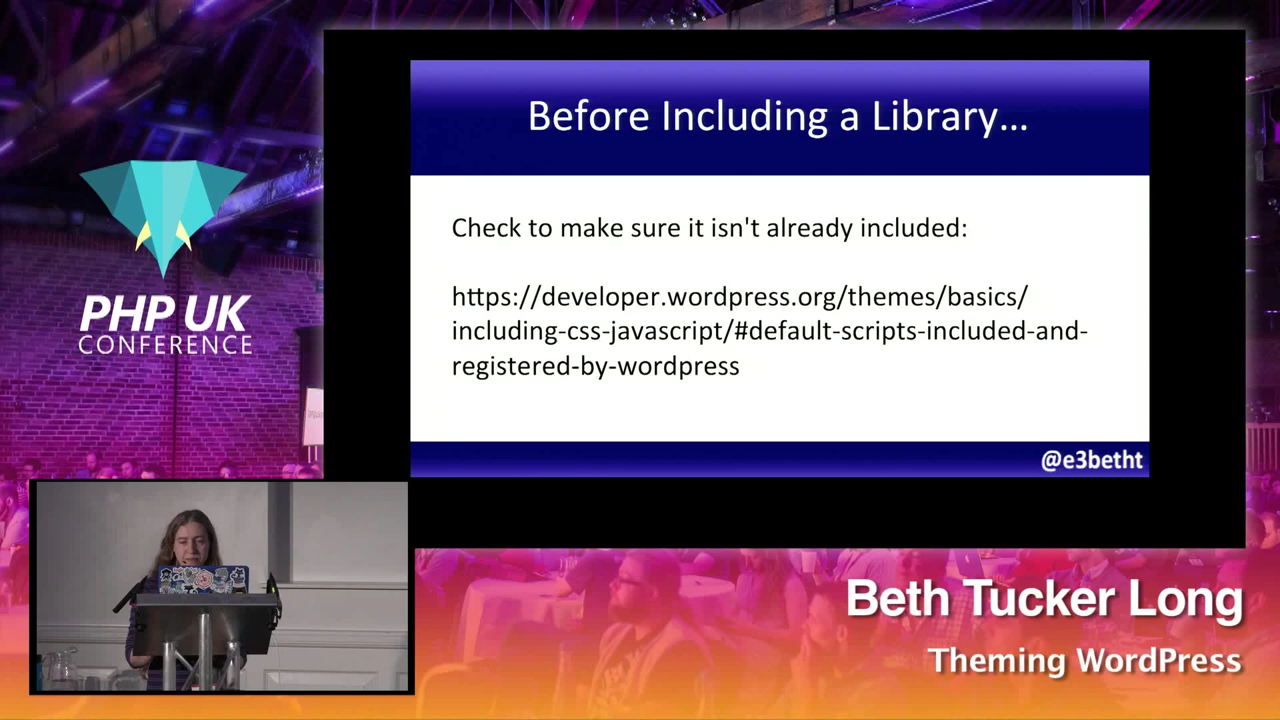 Before Including a Library...
Check to make sure it isn't already included:
https://developer.wordpress.org/themes/basics/
including-css-javascript/#default-scripts-included-and-
registered-by-wordpress
@e3betht
PHP UK
CONFERENCE
Beth Tucker Long
Theming WordPress